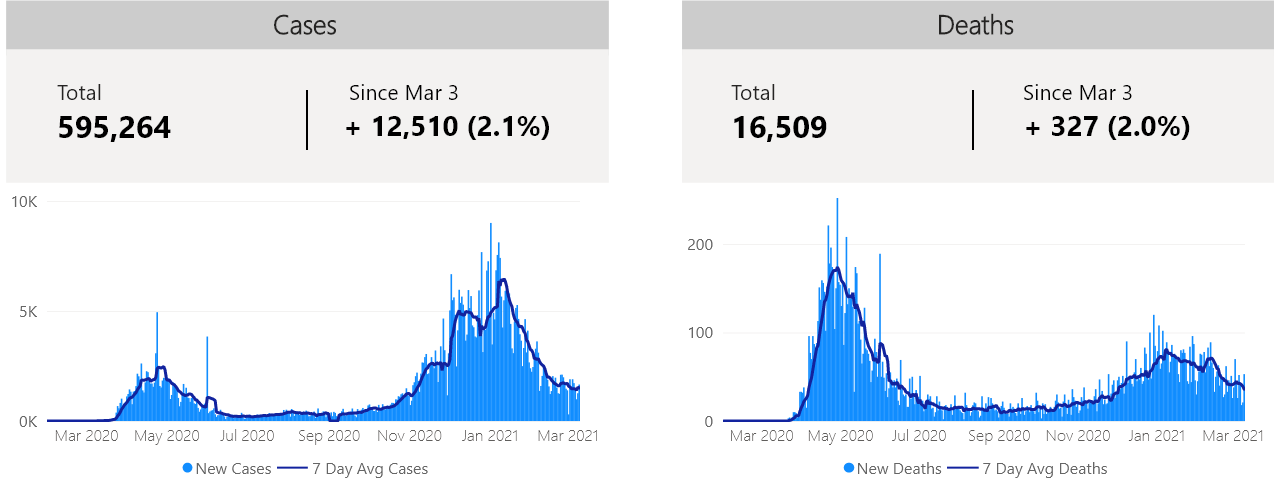 Cases
Total
595,264
Since Mar 3
+ 12,510 (2.1%)
10K
5K
0K
Mar 2020 May 2020 Jul 2020 Sep 2020 Nov 2020 Jan 2021 Mar 2021
New Cases 7 Day Avg Cases
Deaths
Total
16,509
Since Mar 3
+ 327 (2.0%)
200
100
0
Mar 2020 May 2020 Jul 2020 Sep 2020 Nov 2020 Jan 2021 Mar 2021
New Deaths 7 Day Avg Deaths